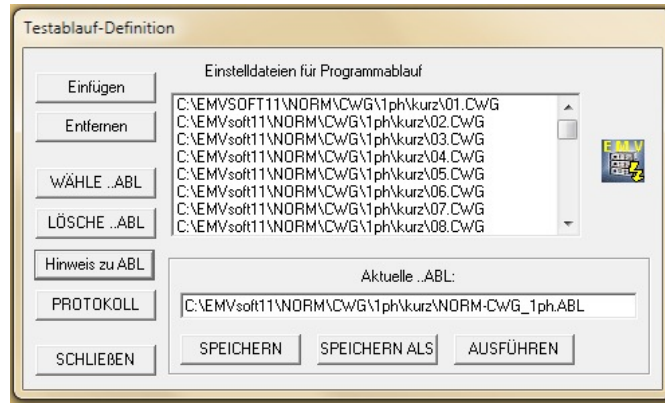 Testablauf-Definition
Einfügen
Entfernen
WÄHLE ..ABL
LÖSCHE ..ABL
Hinweis zu ABL
PROTOKOLL
SCHLIEßEN
Einstelldateien für Programmablauf
C:\EMVSOFT11\NORM\CWG\1ph\kurz\01.CWG
C:\EMVsoft11\NORM\CWG\1ph\kurz\02.CWG
C:\EMVsoft11\NORM\CWG\1ph\kurz\03.CWG
C:\EMVsoft11\NORM\CWG\1ph\kurz\04.CWG
C:\EMVsoft11\NORM\CWG\1ph\kurz\05.CWG
C:\EMVsoft11\NORM\CWG\1ph\kurz\06.CWG
C:\EMVsoft11\NORM\CWG\1ph\kurz\07.CWG
C:\EMVsoft11\NORM\CWG\1ph\kurz\08.CWG
EMV
Aktuelle ..ABL:
C:\EMVsoft11\NORM\CWG\1ph\kurz\NORM-CWG_1ph.ABL
SPEICHERN
SPEICHERN ALS
AUSFÜHREN